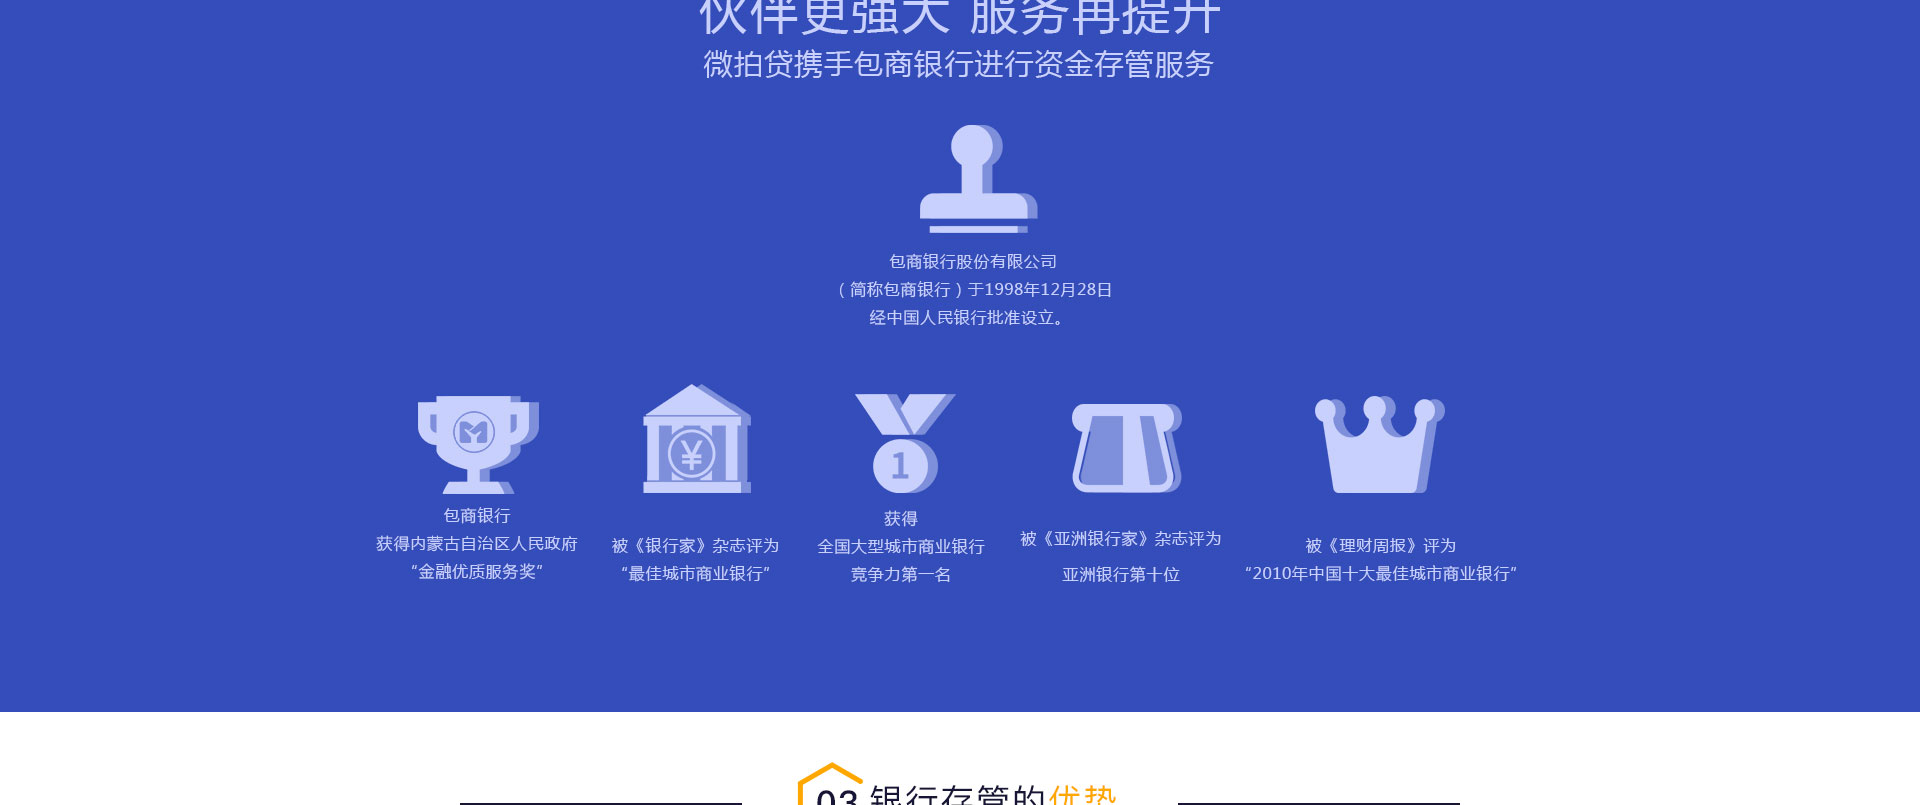 伙伴更强大 服务再提升
微拍贷携手包商银行进行资金存管服务
包商银行股份有限公司
（简称包商银行）于1998年12月28日
经中国人民银行批准设立。
包商银行
获得内蒙古自治区人民政府
“金融优质服务奖”
¥
被《银行家》杂志评为
“最佳城市商业银行”
1
获得
全国大型城市商业银行
竞争力第一名
被《亚洲银行家》杂志评为
亚洲银行第十位
被《理财周报》评为
“2010年中国十大最佳城市商业银行”
03 银行存管的优势